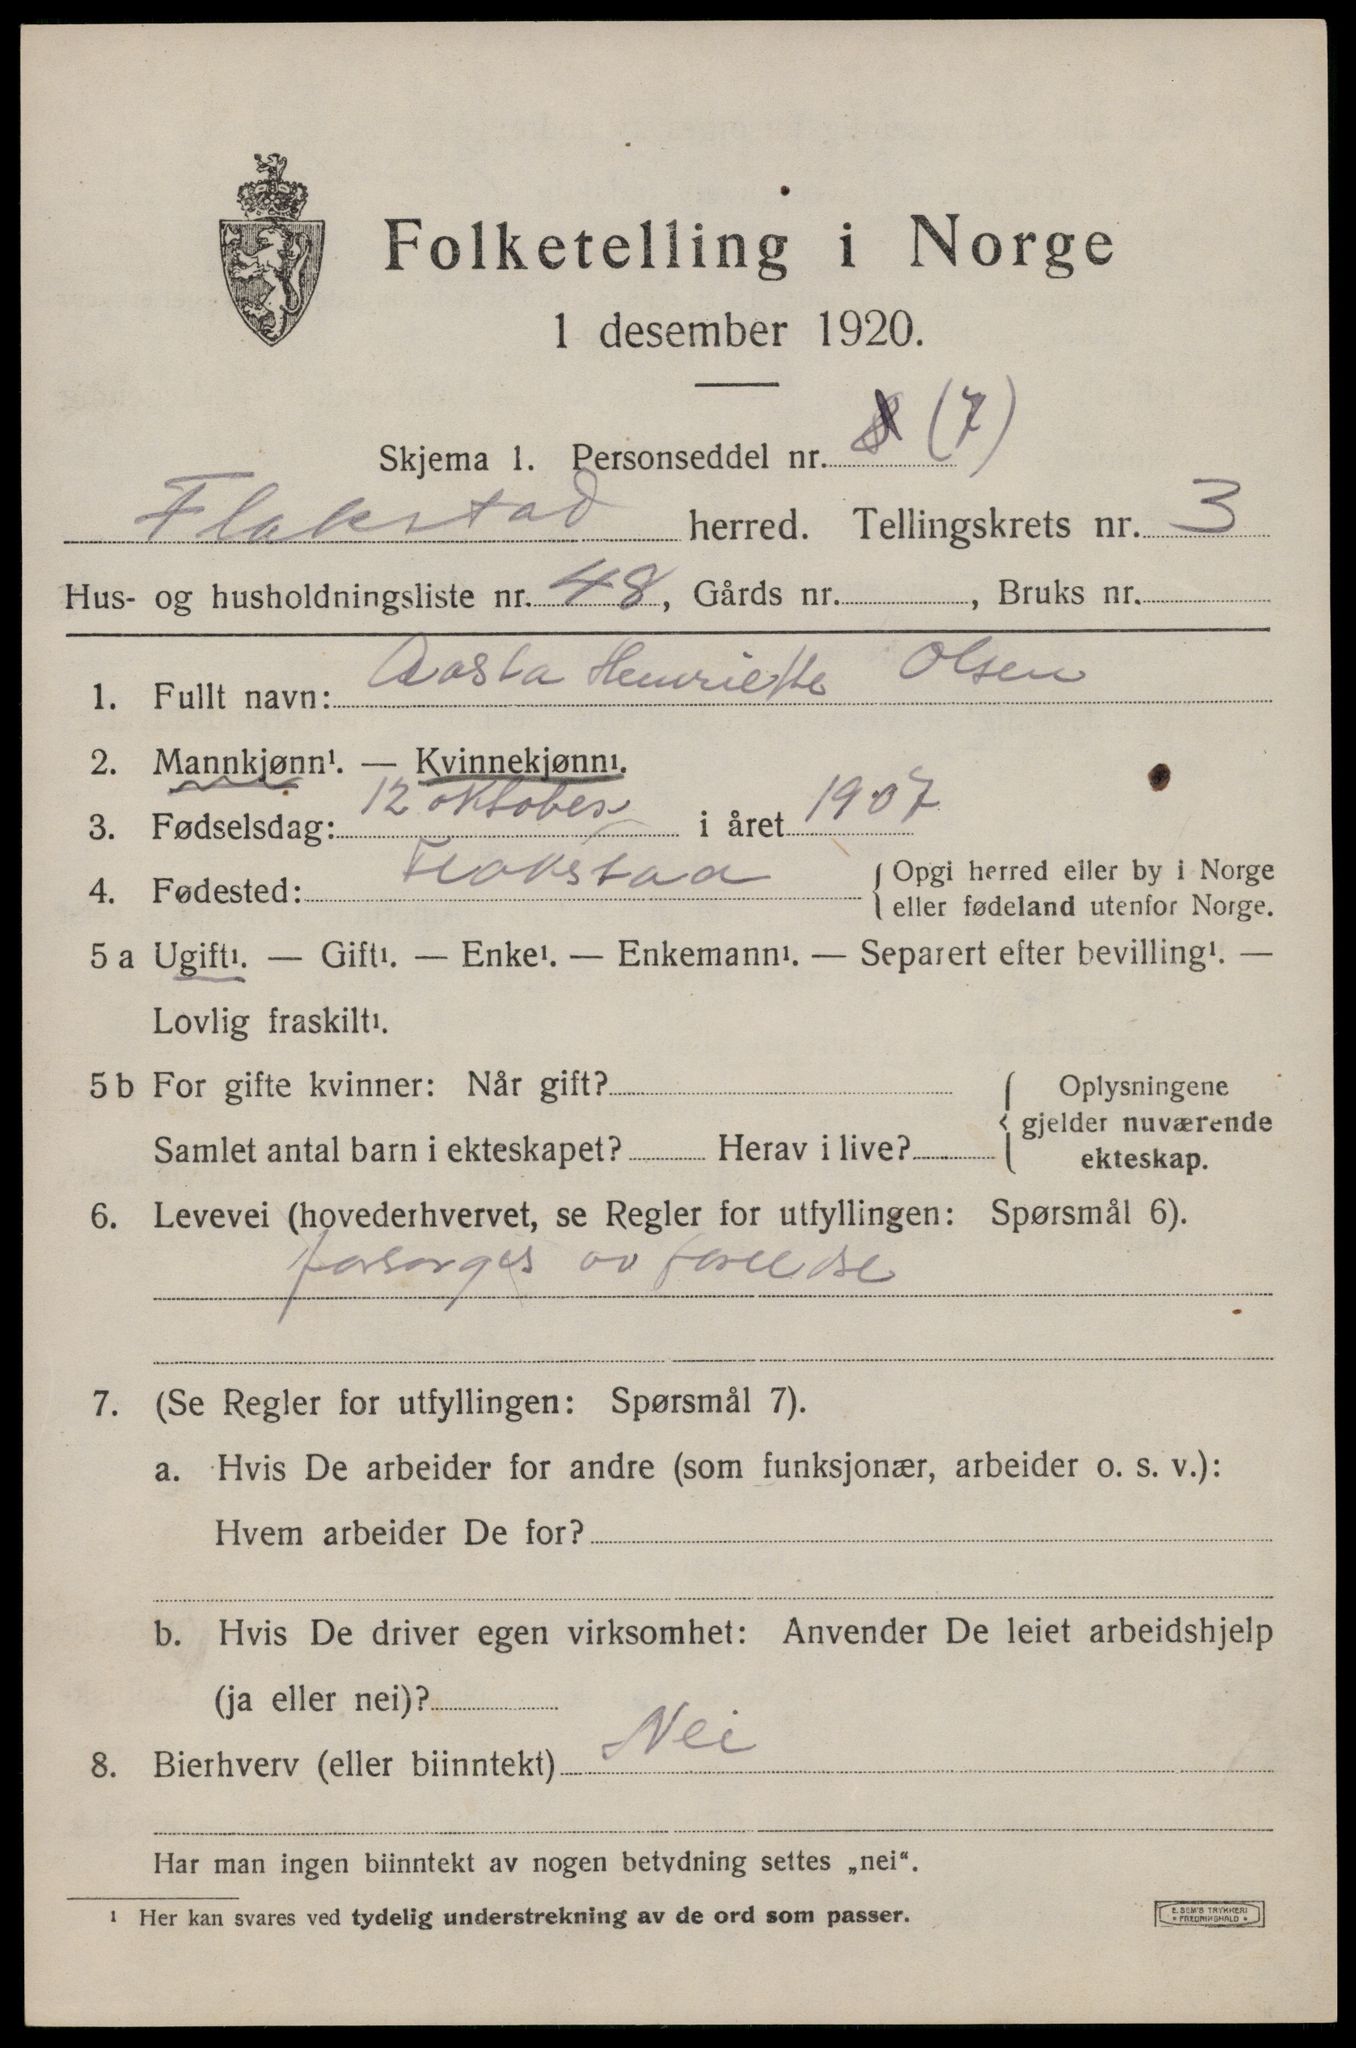 Folketelling i Norge
1 desember 1920.
Skjema 1. Personseddel nr. 8 (7)
Flakstad herred. Tellingskrets nr. 3
Hus- og husholdningsliste nr. 48, Gårds nr. , Bruks nr.
1. Fullt navn: Aasta Henriette Olsen
2. Mannkjønn¹. — Kvinnekjønn¹.
3. Fødselsdag: 12 oktober i året 1907
4. Fødested: Flakstad { Opgi herred eller by i Norge
eller fødeland utenfor Norge.
5 a Ugift¹. — Gift¹. — Enke¹. — Enkemann¹. — Separert efter bevilling¹. —
Lovlig fraskilt¹.
5 b For gifte kvinner: Når gift? { Oplysningene
gjelder nuværende
Samlet antal barn i ekteskapet? Herav i live? ekteskap.
6. Levevei (hovederhvervet, se Regler for utfyllingen: Spørsmål 6).
forsorges av foreldre
7. (Se Regler for utfyllingen: Spørsmål 7).
a. Hvis De arbeider for andre (som funksjonær, arbeider o. s. v.):
Hvem arbeider De for?
b. Hvis De driver egen virksomhet: Anvender De leiet arbeidshjelp
(ja eller nei)?
8. Bierhverv (eller biinntekt) Nei
Har man ingen biinntekt av nogen betydning settes „nei“.
¹ Her kan svares ved tydelig understrekning av de ord som passer.
E. SEM'S TRYKKERI
FREDRIKSHALD